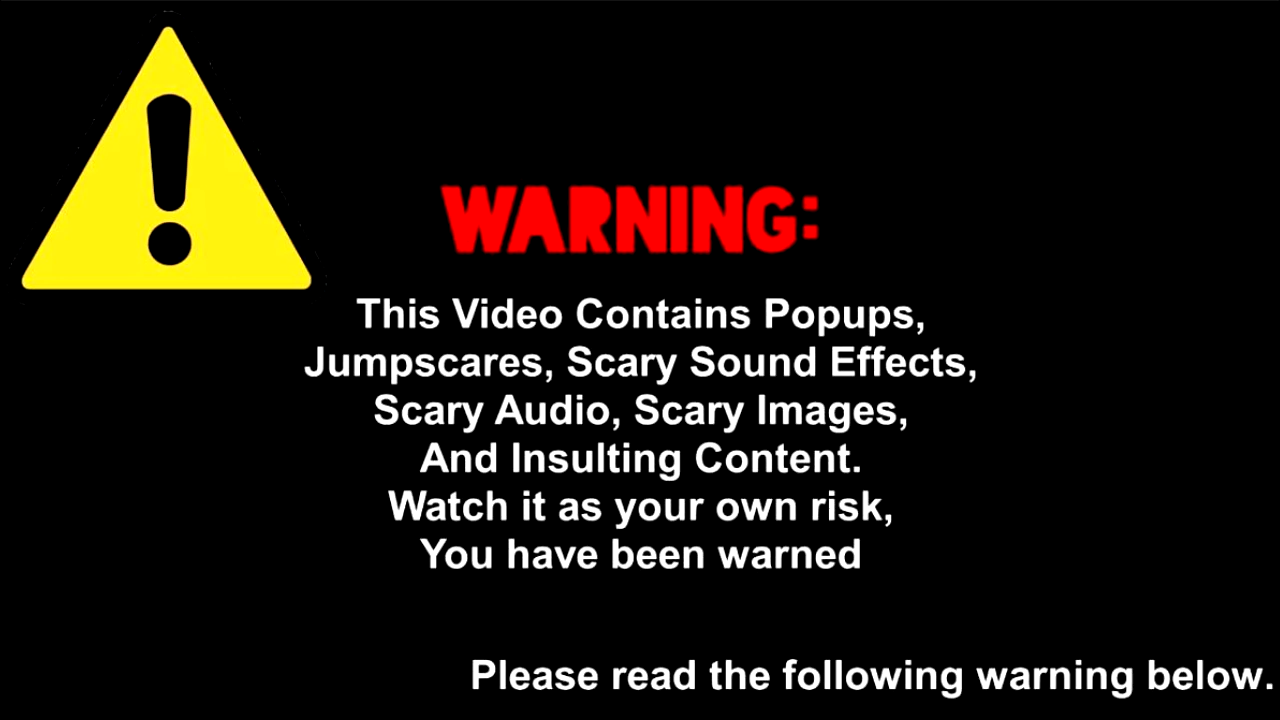 WARNING:
This Video Contains Popups,
Jumpscares, Scary Sound Effects,
Scary Audio, Scary Images,
And Insulting Content.
Watch it as your own risk,
You have been warned
Please read the following warning below.